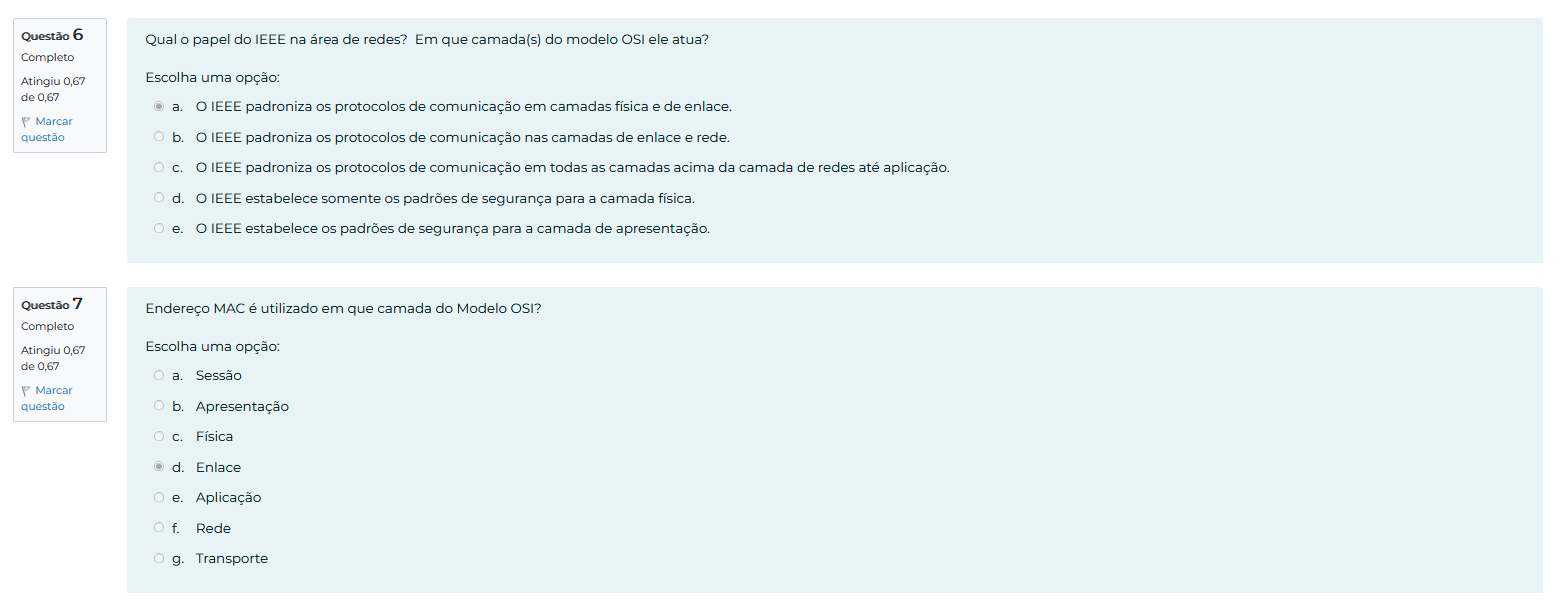 Questão 6
Completo
Atingiu 0,67
de 0,67
Marcar
questão
Qual o papel do IEEE na área de redes?  Em que camada(s) do modelo OSI ele atua?
Escolha uma opção:
a. O IEEE padroniza os protocolos de comunicação em camadas física e de enlace.
b. O IEEE padroniza os protocolos de comunicação nas camadas de enlace e rede.
c. O IEEE padroniza os protocolos de comunicação em todas as camadas acima da camada de redes até aplicação.
d. O IEEE estabelece somente os padrões de segurança para a camada física.
e. O IEEE estabelece os padrões de segurança para a camada de apresentação.
Questão 7
Completo
Atingiu 0,67
de 0,67
Marcar
questão
Endereço MAC é utilizado em que camada do Modelo OSI?
Escolha uma opção:
a. Sessão
b. Apresentação
c. Física
d. Enlace
e. Aplicação
f. Rede
g. Transporte